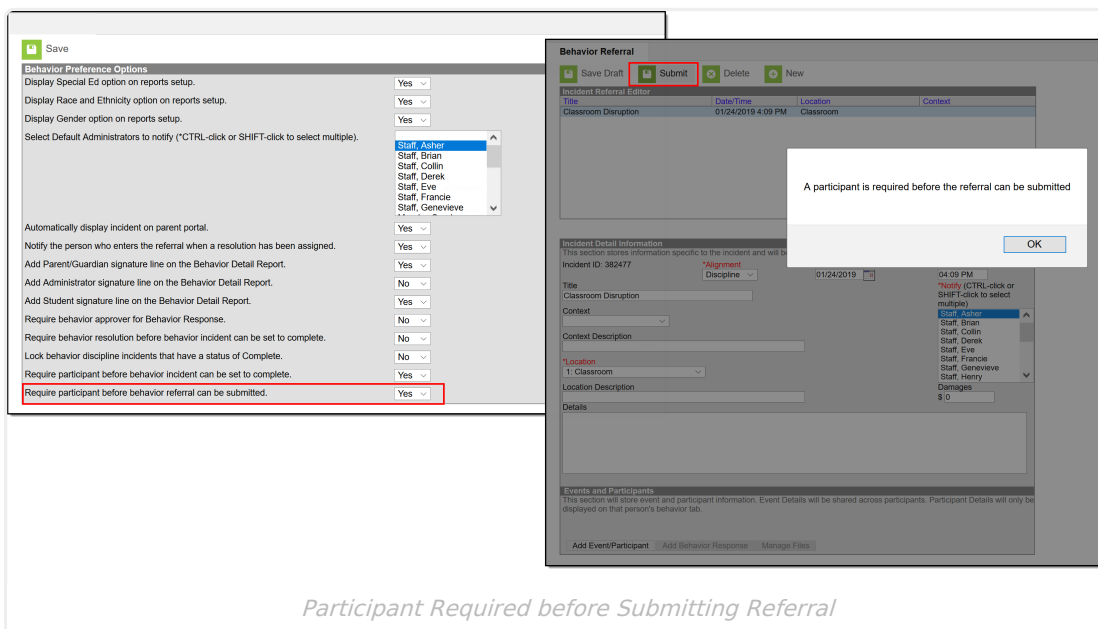 Save
Behavior Preference Options
Display Special Ed option on reports setup. Yes
Display Race and Ethnicity option on reports setup. Yes
Display Gender option on reports setup. Yes
Select Default Administrators to notify (*CTRL-click or SHIFT-click to select multiple).
Staff, Asher
Staff, Brian
Staff, Collin
Staff, Derek
Staff, Eve
Staff, Francie
Staff, Genevieve
Automatically display incident on parent portal. Yes
Notify the person who enters the referral when a resolution has been assigned. Yes
Add Parent/Guardian signature line on the Behavior Detail Report. Yes
Add Administrator signature line on the Behavior Detail Report. No
Add Student signature line on the Behavior Detail Report. Yes
Require behavior approver for Behavior Response. No
Require behavior resolution before behavior incident can be set to complete. No
Lock behavior discipline incidents that have a status of Complete. No
Require participant before behavior incident can be set to complete. Yes
Require participant before behavior referral can be submitted. Yes
Behavior Referral
Save Draft Submit Delete New
Incident Referral Editor
Title Date/Time Location Context
Classroom Disruption 01/24/2019 4:09 PM Classroom
A participant is required before the referral can be submitted
OK
Incident Detail Information
This section stores information specific to the incident and will be
Incident ID: 382477 *Alignment
Discipline 01/24/2019 04:09 PM
Title
Classroom Disruption
*Notify (CTRL-click or
SHIFT-click to select
multiple)
Staff, Asher
Staff, Brian
Staff, Collin
Staff, Derek
Staff, Eve
Staff, Francie
Staff, Genevieve
Staff, Henry
Context
Context Description
*Location
1: Classroom
Location Description
Damages
$ 0
Details
Events and Participants
This section will store event and participant information. Event Details will be shared across participants. Participant Details will only be
displayed on that person's behavior tab.
Add Event/Participant Add Behavior Response Manage Files
Participant Required before Submitting Referral